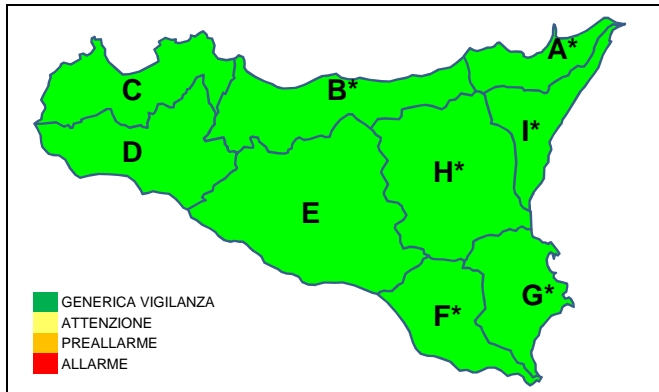 A*
C
B*
I*
D
H*
E
G*
F*
GENERICA VIGILANZA
ATTENZIONE
PREALLARME
ALLARME